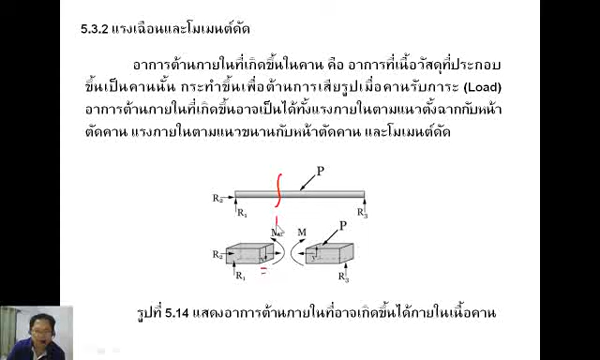 5.3.2 แรงเฉือนและโมเมนต์ดัด
อาการต้านภายในที่เกิดขึ้นในคาน คือ อาการที่เนื้อวัสดุที่ประกอบ
ขึ้นเป็นคานนั้น กระทำขึ้นเพื่อต้านการเสียรูปเมื่อคานรับภาระ (Load)
อาการต้านภายในที่เกิดขึ้นอาจเป็นได้ทั้งแรงภายในตามแนวตั้งฉากกับหน้า
ตัดคาน แรงภายในตามแนวขนานกับหน้าตัดคาน และโมเมนต์ดัด
P
R₂
R₁ R₃
M M P
R₂
R₁ R₃
รูปที่ 5.14 แสดงอาการต้านภายในที่อาจเกิดขึ้นได้ภายในเนื้อคาน